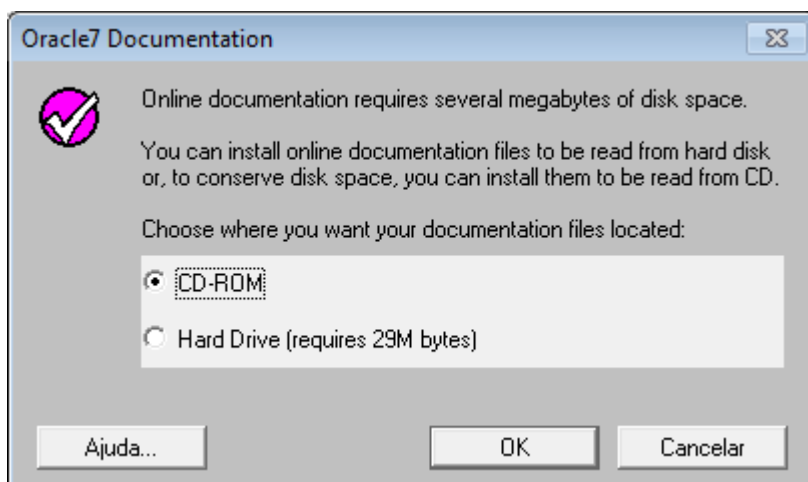 Oracle7 Documentation
Online documentation requires several megabytes of disk space.
You can install online documentation files to be read from hard disk
or, to conserve disk space, you can install them to be read from CD.
Choose where you want your documentation files located:
CD-ROM
Hard Drive (requires 29M bytes)
Ajuda...
OK
Cancelar